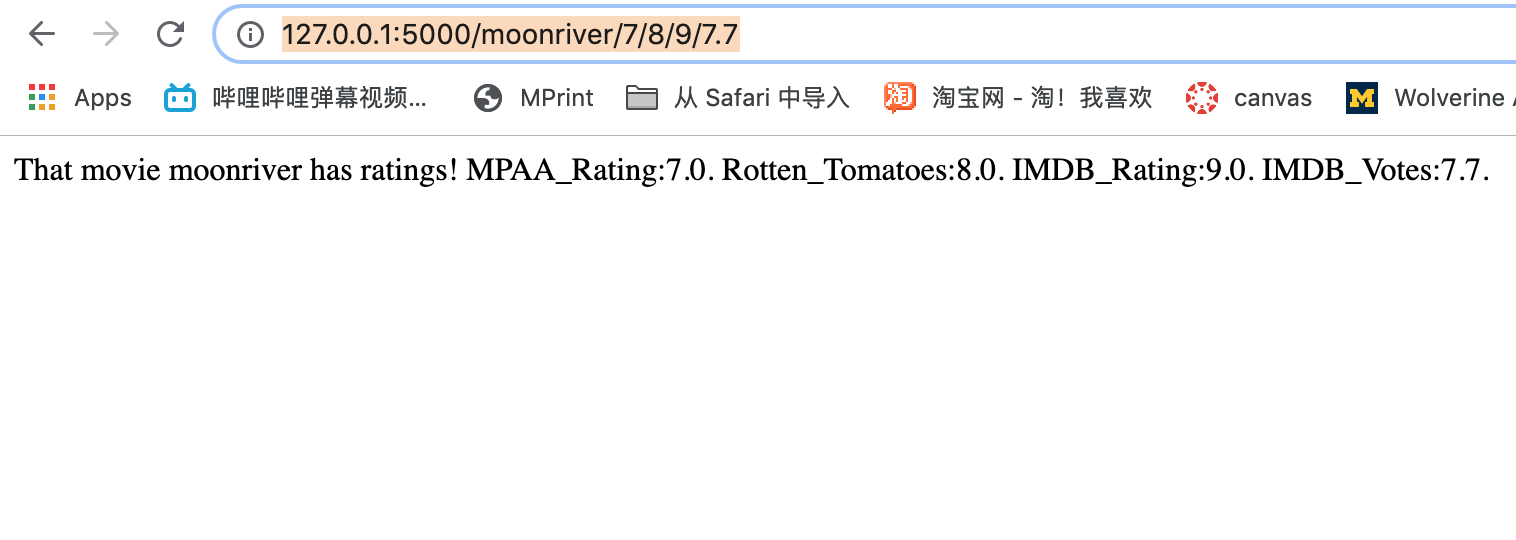 127.0.0.1:5000/moonriver/7/8/9/7.7
Apps 哔哩哔哩弹幕视频... MPrint 从 Safari 中导入 淘宝网 - 淘！我喜欢 canvas Wolverine
That movie moonriver has ratings! MPAA_Rating:7.0. Rotten_Tomatoes:8.0. IMDB_Rating:9.0. IMDB_Votes:7.7.